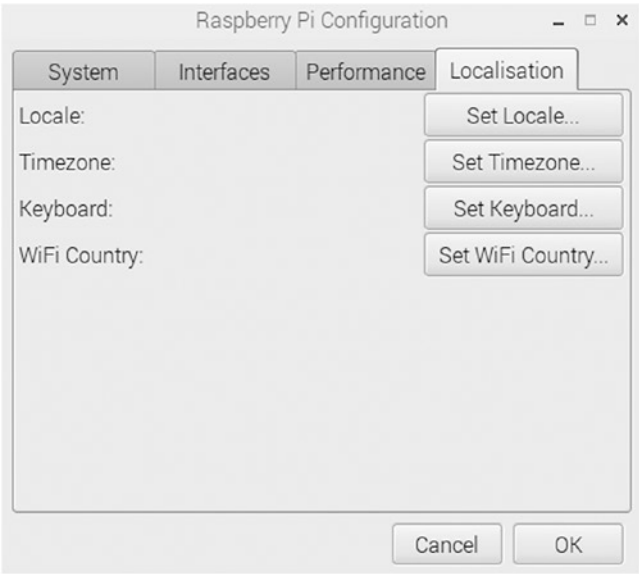 Raspberry Pi Configuration
System Interfaces Performance Localisation
Locale: Set Locale...
Timezone: Set Timezone...
Keyboard: Set Keyboard...
WiFi Country: Set WiFi Country...
Cancel OK